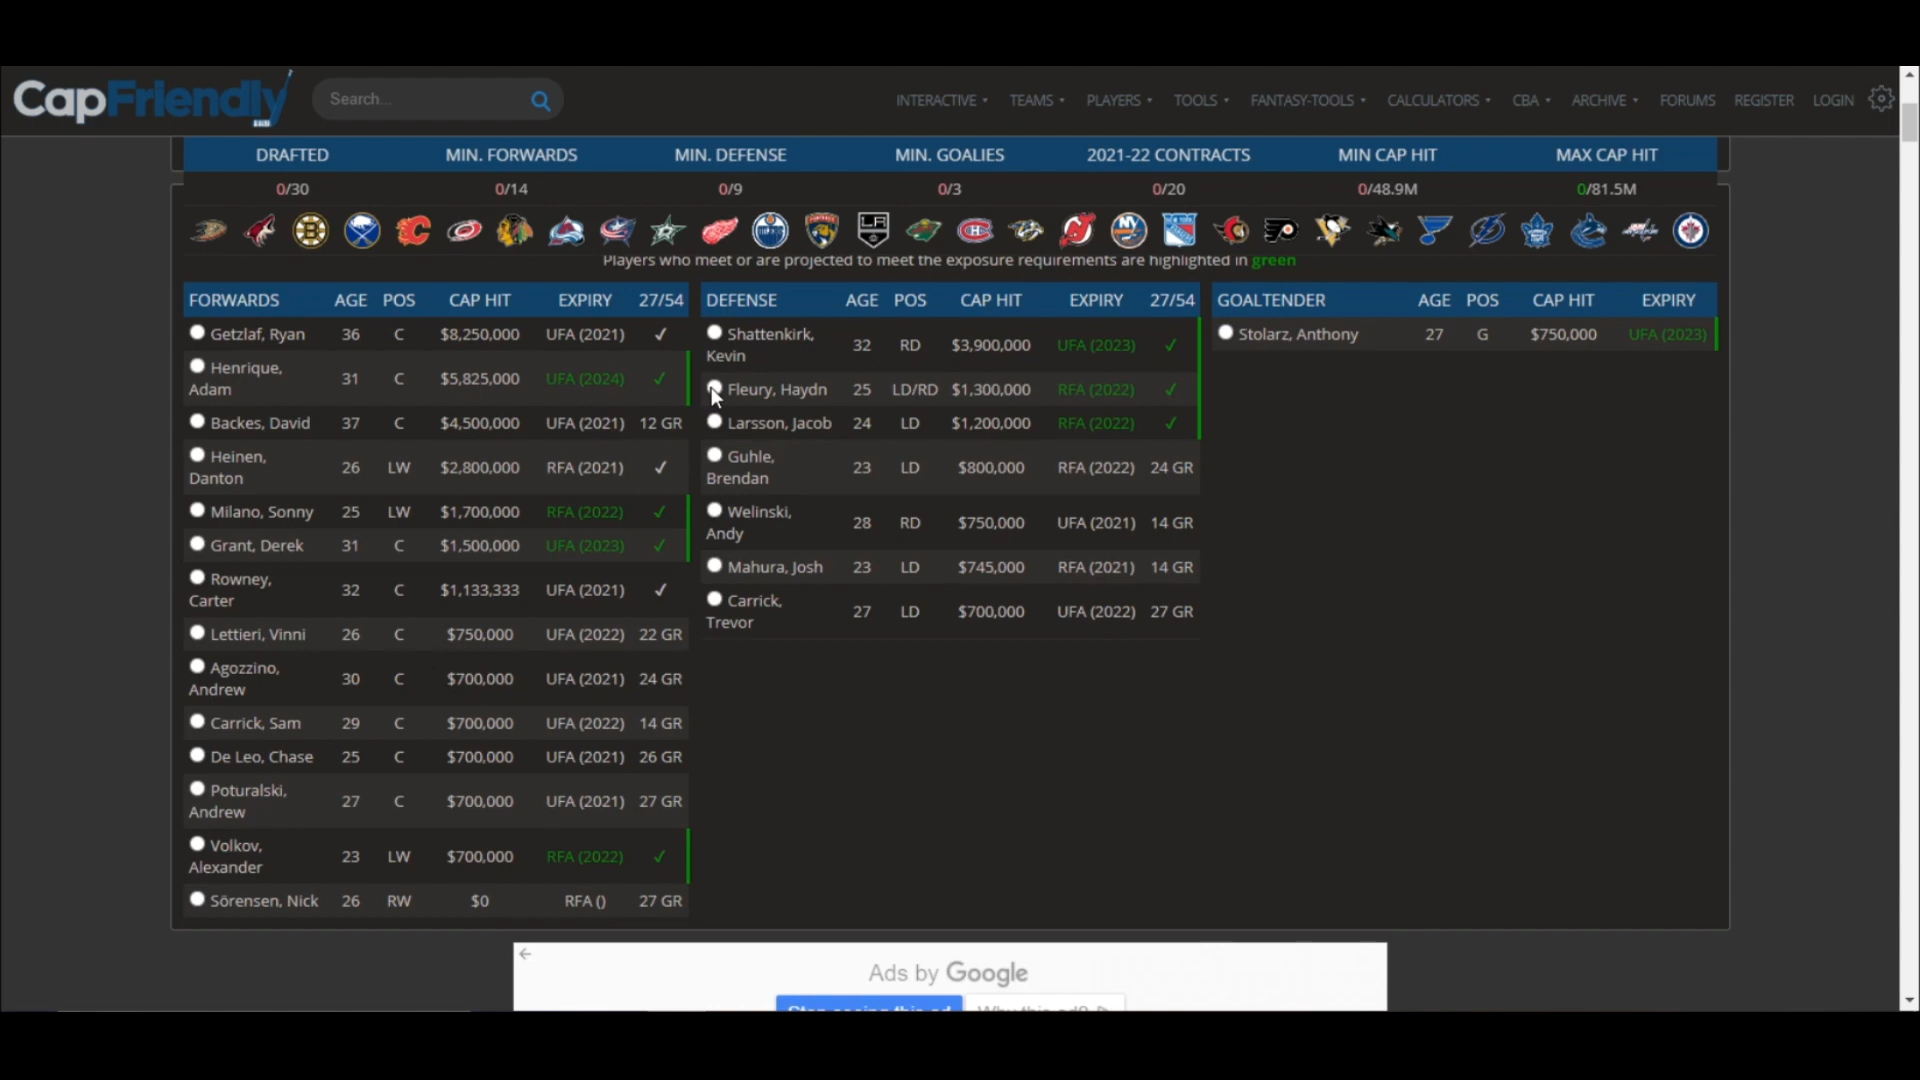 CapFriendly
Search...
INTERACTIVE TEAMS PLAYERS TOOLS FANTASY-TOOLS CALCULATORS CBA ARCHIVE FORUMS REGISTER LOGIN
DRAFTED MIN. FORWARDS MIN. DEFENSE MIN. GOALIES 2021-22 CONTRACTS MIN CAP HIT MAX CAP HIT
0/30 0/14 0/9 0/3 0/20 0/48.9M 0/81.5M
Players who meet or are projected to meet the exposure requirements are highlighted in green
FORWARDS AGE POS CAP HIT EXPIRY 27/54
Getzlaf, Ryan 36 C $8,250,000 UFA (2021) ✓
Henrique,
Adam 31 C $5,825,000 UFA (2024) ✓
Backes, David 37 C $4,500,000 UFA (2021) 12 GR
Heinen,
Danton 26 LW $2,800,000 RFA (2021) ✓
Milano, Sonny 25 LW $1,700,000 RFA (2022) ✓
Grant, Derek 31 C $1,500,000 UFA (2023) ✓
Rowney,
Carter 32 C $1,133,333 UFA (2021) ✓
Lettieri, Vinni 26 C $750,000 UFA (2022) 22 GR
Agozzino,
Andrew 30 C $700,000 UFA (2021) 24 GR
Carrick, Sam 29 C $700,000 UFA (2022) 14 GR
De Leo, Chase 25 C $700,000 UFA (2021) 26 GR
Poturalski,
Andrew 27 C $700,000 UFA (2021) 27 GR
Volkov,
Alexander 23 LW $700,000 RFA (2022) ✓
Sörensen, Nick 26 RW $0 RFA () 27 GR
DEFENSE AGE POS CAP HIT EXPIRY 27/54
Shattenkirk,
Kevin 32 RD $3,900,000 UFA (2023) ✓
Fleury, Haydn 25 LD/RD $1,300,000 RFA (2022) ✓
Larsson, Jacob 24 LD $1,200,000 RFA (2022) ✓
Guhle,
Brendan 23 LD $800,000 RFA (2022) 24 GR
Welinski,
Andy 28 RD $750,000 UFA (2021) 14 GR
Mahura, Josh 23 LD $745,000 RFA (2021) 14 GR
Carrick,
Trevor 27 LD $700,000 UFA (2022) 27 GR
GOALTENDER AGE POS CAP HIT EXPIRY
Stolarz, Anthony 27 G $750,000 UFA (2023)
Ads by Google
Stop seeing this ad Why this ad?